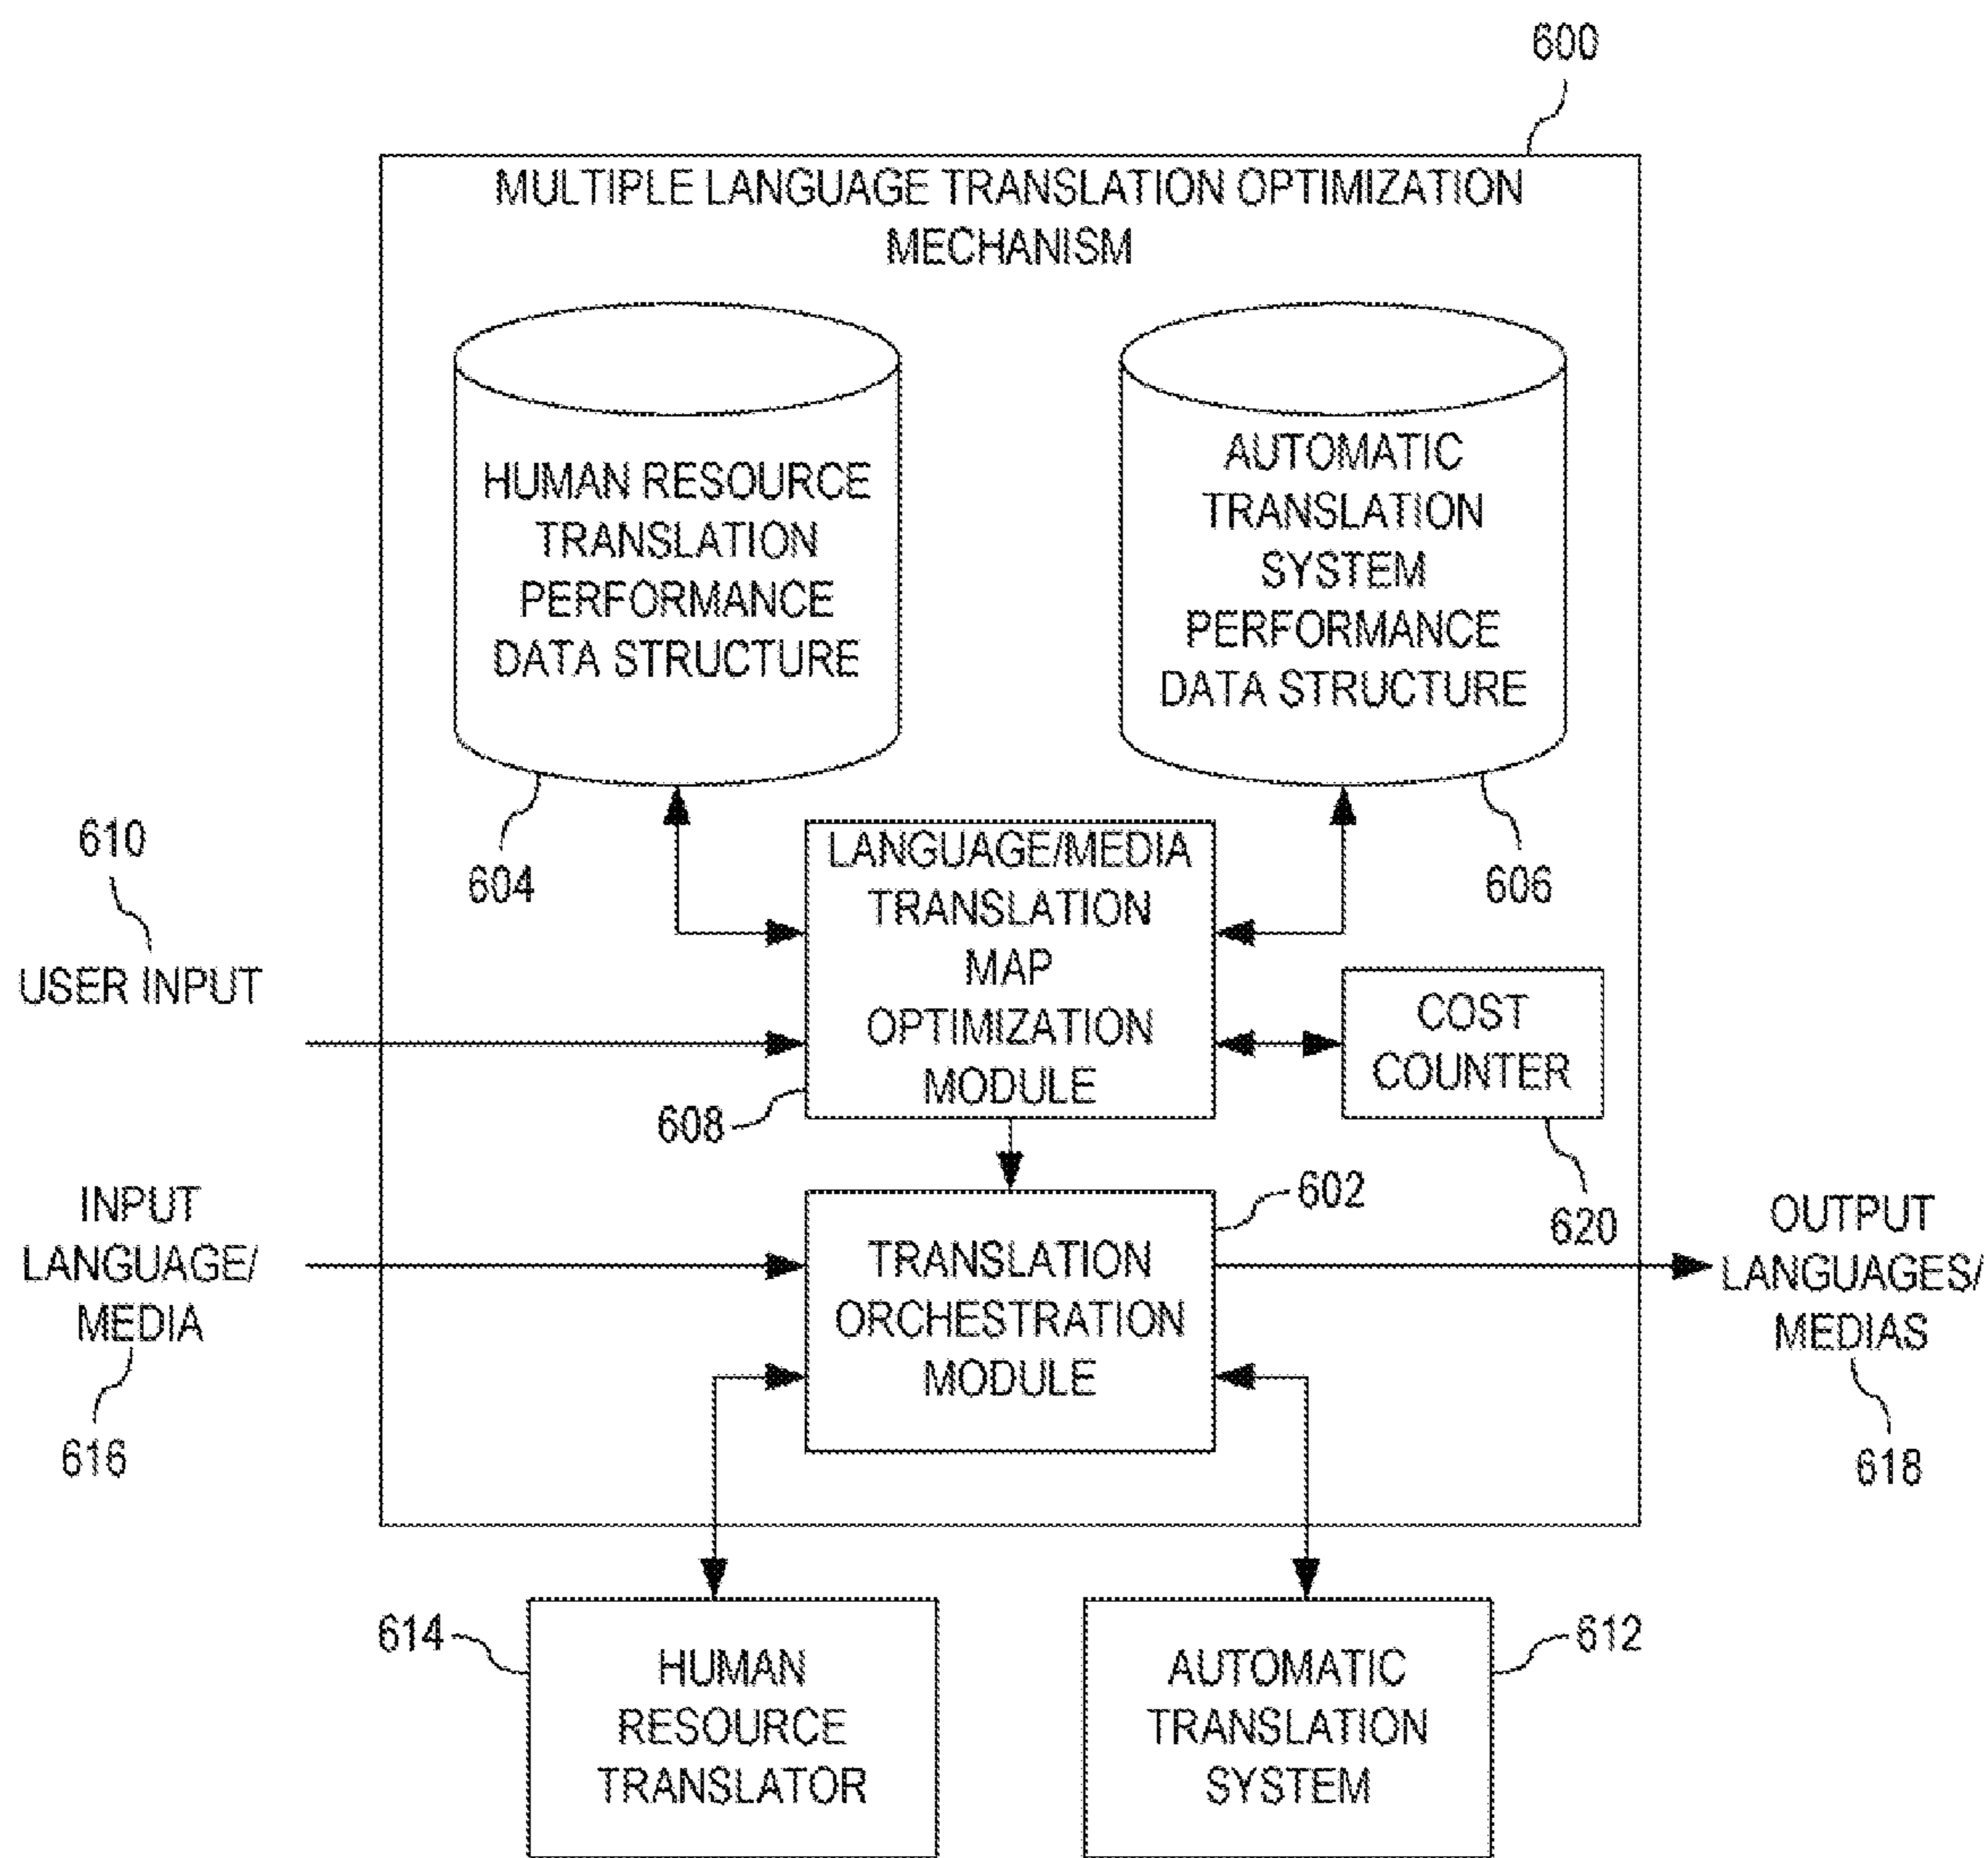 600
MULTIPLE LANGUAGE TRANSLATION OPTIMIZATION
MECHANISM
HUMAN RESOURCE
TRANSLATION
PERFORMANCE
DATA STRUCTURE
604
AUTOMATIC
TRANSLATION
SYSTEM
PERFORMANCE
DATA STRUCTURE
606
610
USER INPUT
LANGUAGE/MEDIA
TRANSLATION
MAP
OPTIMIZATION
MODULE
608
COST
COUNTER
620
INPUT
LANGUAGE/
MEDIA
616
602
TRANSLATION
ORCHESTRATION
MODULE
OUTPUT
LANGUAGES/
MEDIAS
618
614
HUMAN
RESOURCE
TRANSLATOR
AUTOMATIC
TRANSLATION
SYSTEM
612